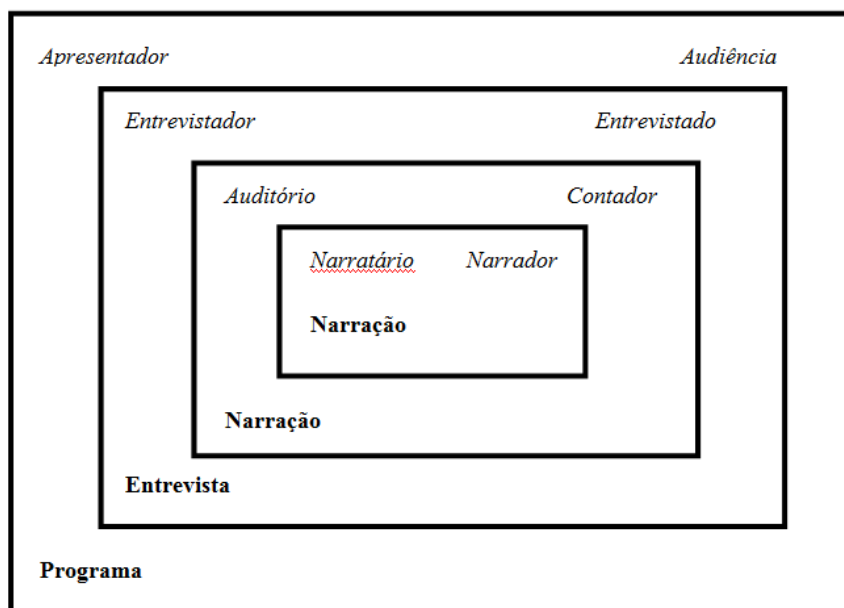 Apresentador Audiência
Entrevistador Entrevistado
Auditório Contador
Narratário Narrador
Narração
Narração
Entrevista
Programa